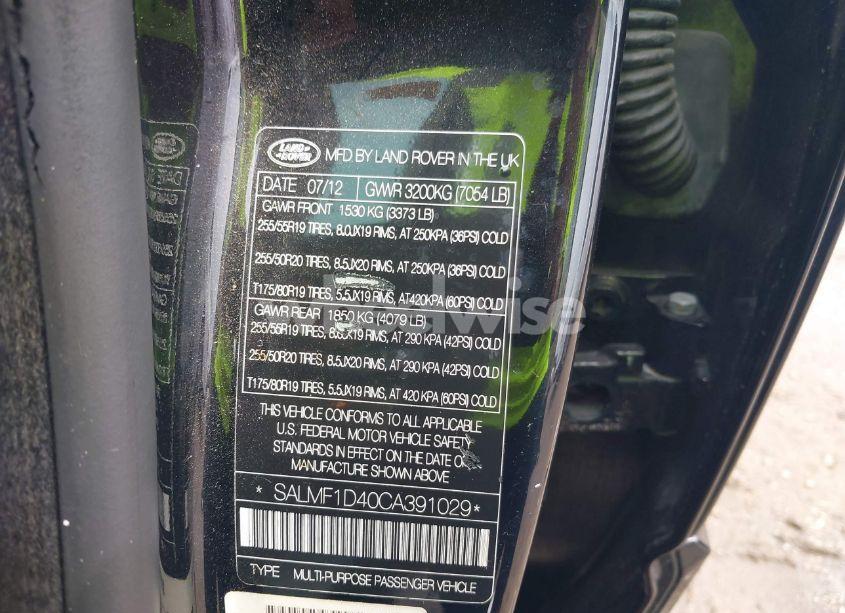 LAND ROVER
MFD BY LAND ROVER IN THE UK
DATE 07/12 GWWR 3200KG (7054 LB)
GAWR FRONT 1530 KG (3373 LB)
255/55R19 TIRES, 8.0JX19 RIMS, AT 250KPA (36PSI) COLD
255/50R20 TIRES, 8.5JX20 RIMS, AT 250KPA (36PSI) COLD
T175/80R19 TIRES, 5.5JX19 RIMS, AT 420KPA (60PSI) COLD
GAWR REAR 1850 KG (4079 LB)
255/55R19 TIRES, 8.0JX19 RIMS, AT 290 KPA (42PSI) COLD
255/50R20 TIRES, 8.5JX20 RIMS, AT 290 KPA (42PSI) COLD
T175/80R19 TIRES, 5.5JX19 RIMS, AT 420 KPA (60PSI) COLD
THIS VEHICLE CONFORMS TO ALL APPLICABLE
U.S. FEDERAL MOTOR VEHICLE SAFETY
STANDARDS IN EFFECT ON THE DATE OF
MANUFACTURE SHOWN ABOVE
* SALMF1D40CA391029 *
TYPE MULTI-PURPOSE PASSENGER VEHICLE